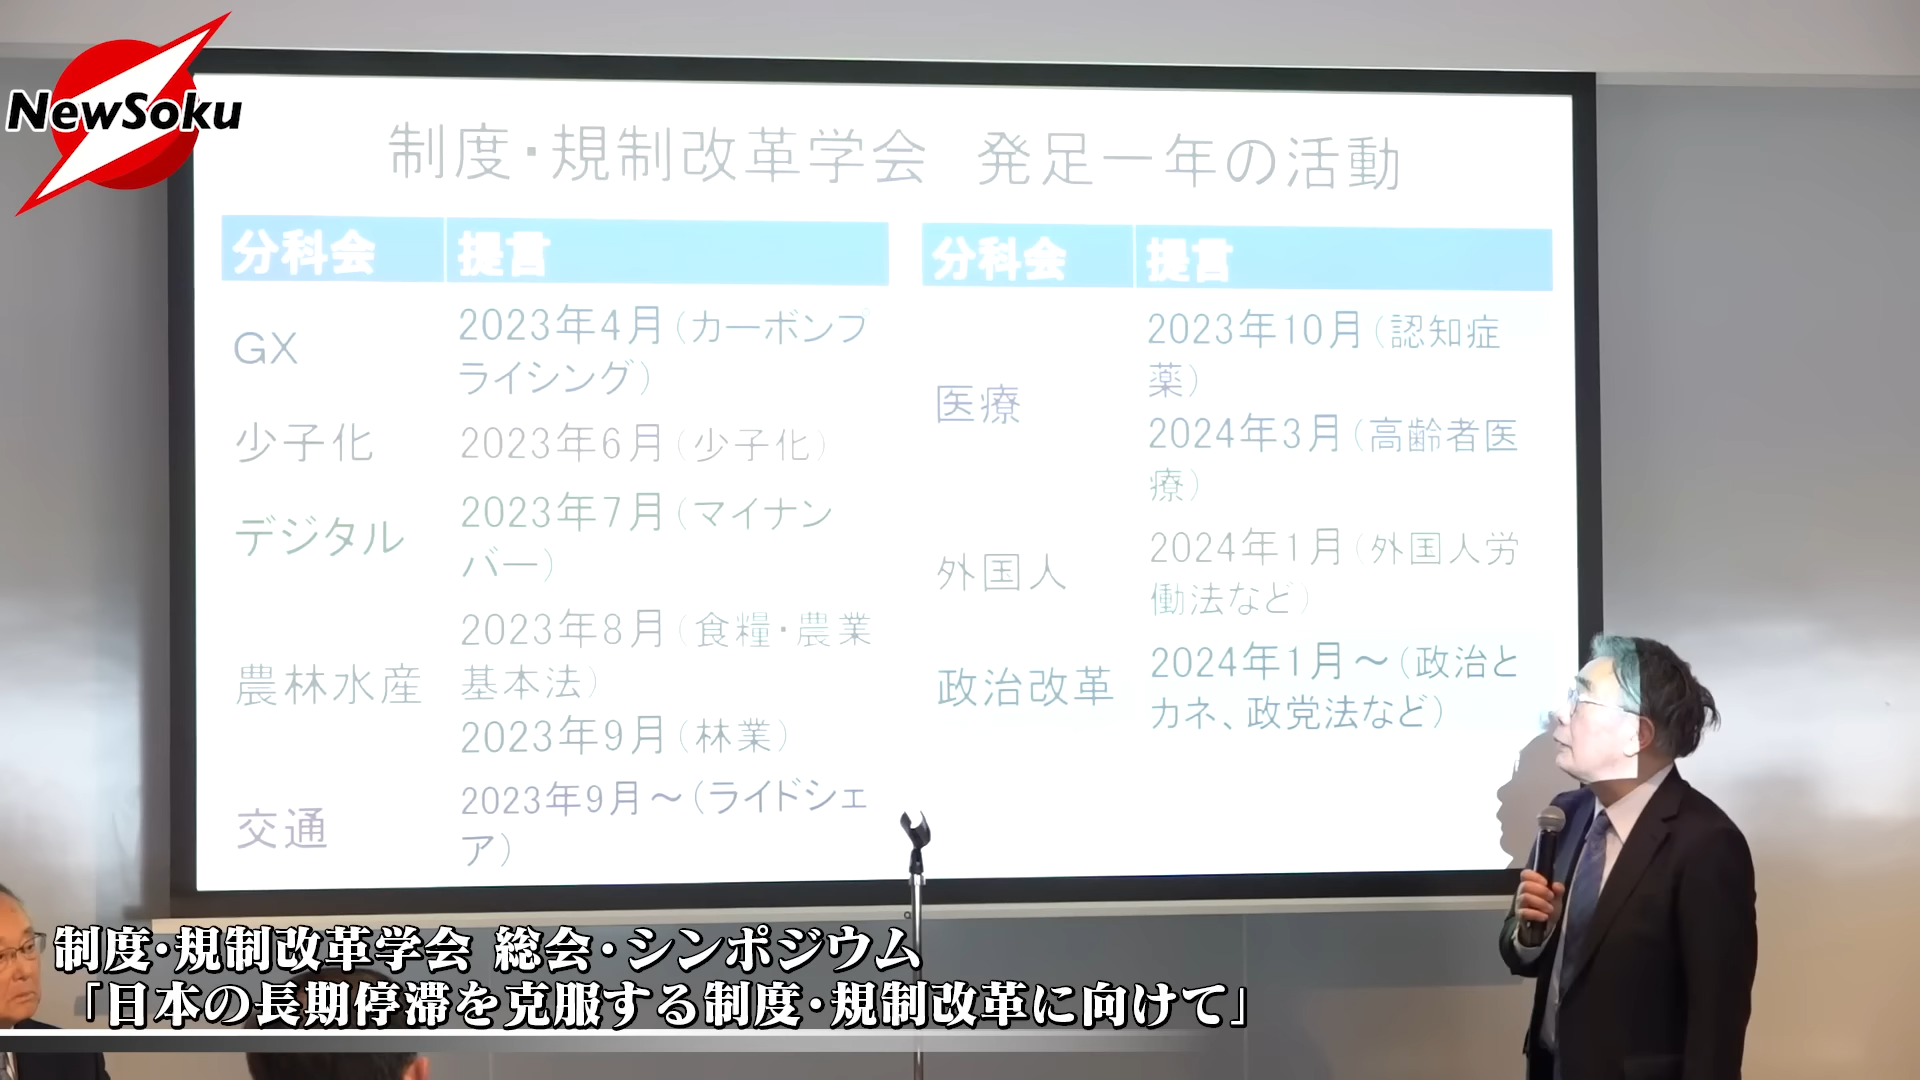 NewSoku
制度・規制改革学会 発足一年の活動
分科会 提言
GX
2023年4月(カーボンプ
ライシング)
少子化 2023年6月(少子化)
デジタル
2023年7月(マイナン
バー)
農林水産
2023年8月(食糧・農業
基本法)
2023年9月(林業)
交通
2023年9月～(ライドシェ
ア)
分科会 提言
医療
2023年10月(認知症
薬)
2024年3月(高齢者医
療)
外国人
2024年1月(外国人労
働法など)
政治改革
2024年1月～(政治と
カネ、政党法など)
制度・規制改革学会 総会・シンポジウム
「日本の長期停滞を克服する制度・規制改革に向けて」